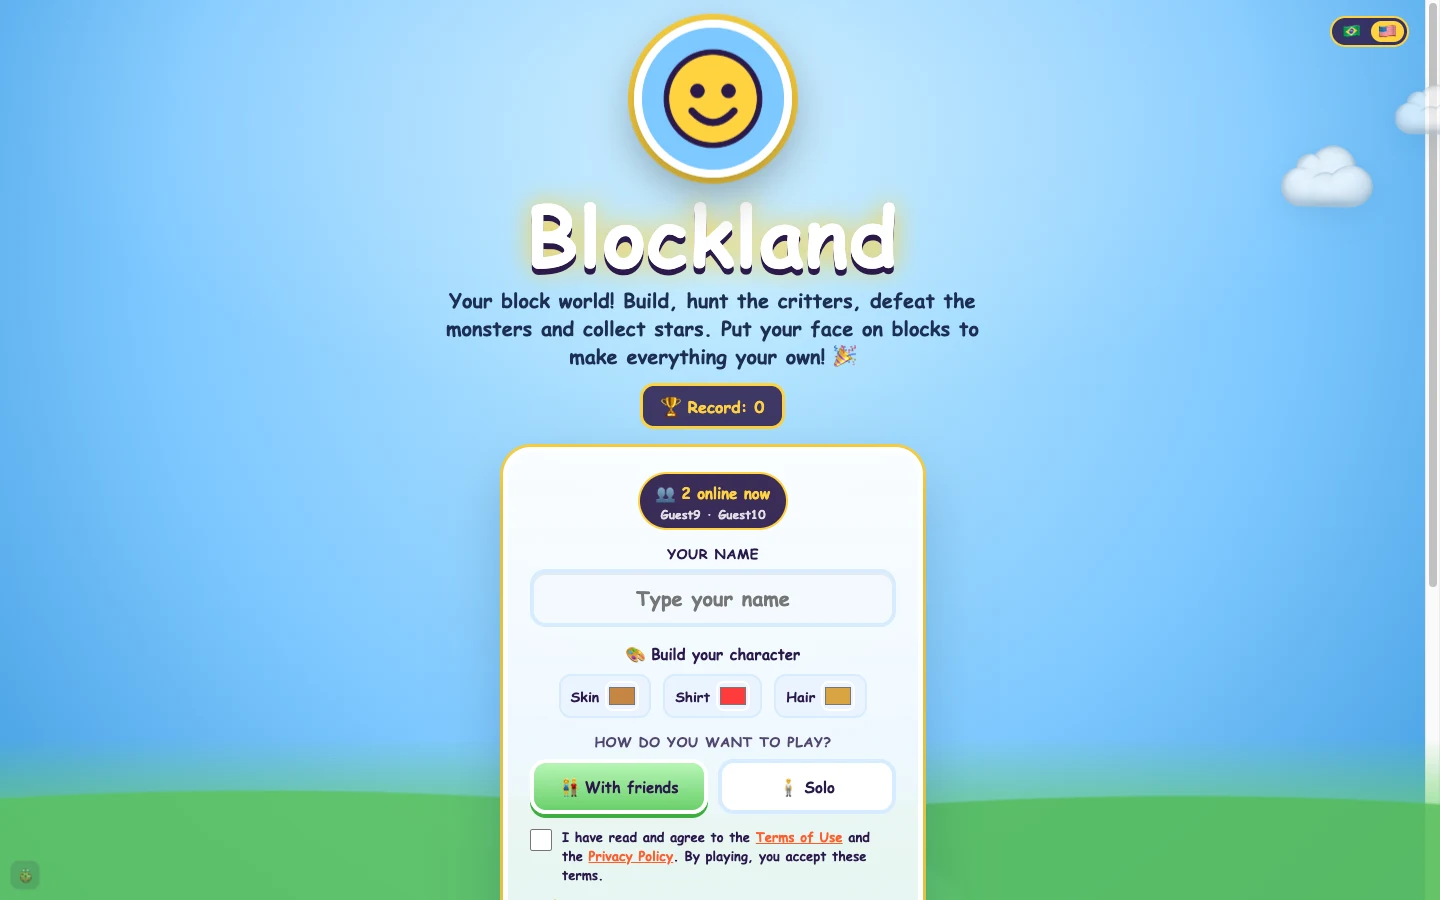 Blockland
Your block world! Build, hunt the critters, defeat the
monsters and collect stars. Put your face on blocks to
make everything your own! 🎉
🏆 Record: 0
👥 2 online now
Guest9 · Guest10
YOUR NAME
Type your name
🎨 Build your character
Skin
Shirt
Hair
HOW DO YOU WANT TO PLAY?
👫 With friends
🧍 Solo
I have read and agree to the Terms of Use and
the Privacy Policy. By playing, you accept these
terms.